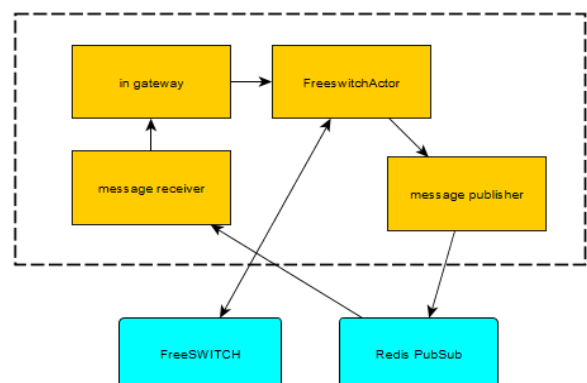 in gateway
FreeswitchActor
message receiver
message publisher
FreeSWITCH
Redis PubSub